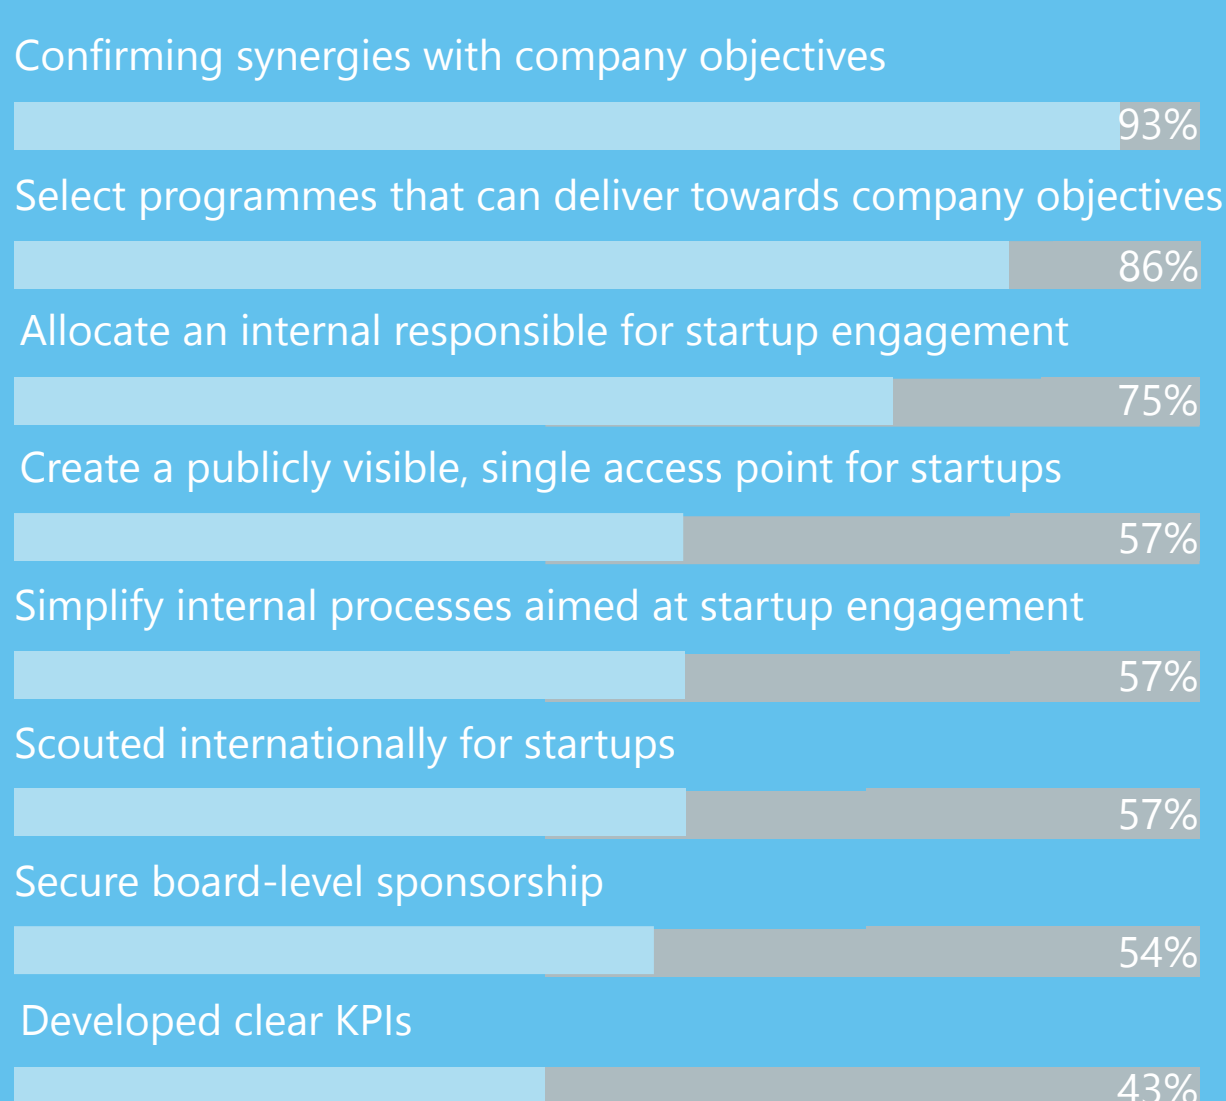 Confirming synergies with company objectives
93%
Select programmes that can deliver towards company objectives
86%
Allocate an internal responsible for startup engagement
75%
Create a publicly visible, single access point for startups
57%
Simplify internal processes aimed at startup engagement
57%
Scouted internationally for startups
57%
Secure board-level sponsorship
54%
Developed clear KPIs
43%